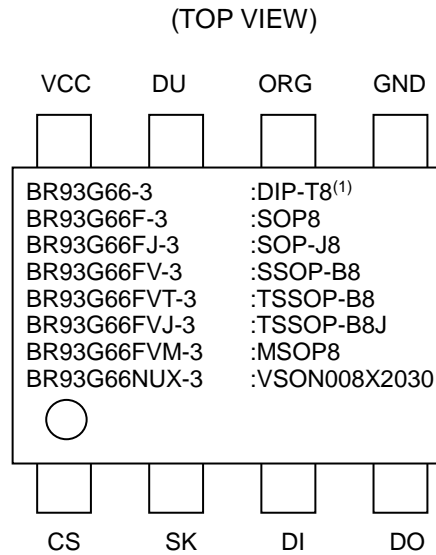 (TOP VIEW)
VCC DU ORG GND
BR93G66-3 :DIP-T8(1)
BR93G66F-3 :SOP8
BR93G66FJ-3 :SOP-J8
BR93G66FV-3 :SSOP-B8
BR93G66FVT-3 :TSSOP-B8
BR93G66FVJ-3 :TSSOP-B8J
BR93G66FVM-3 :MSOP8
BR93G66NUX-3 :VSON008X2030
CS SK DI DO